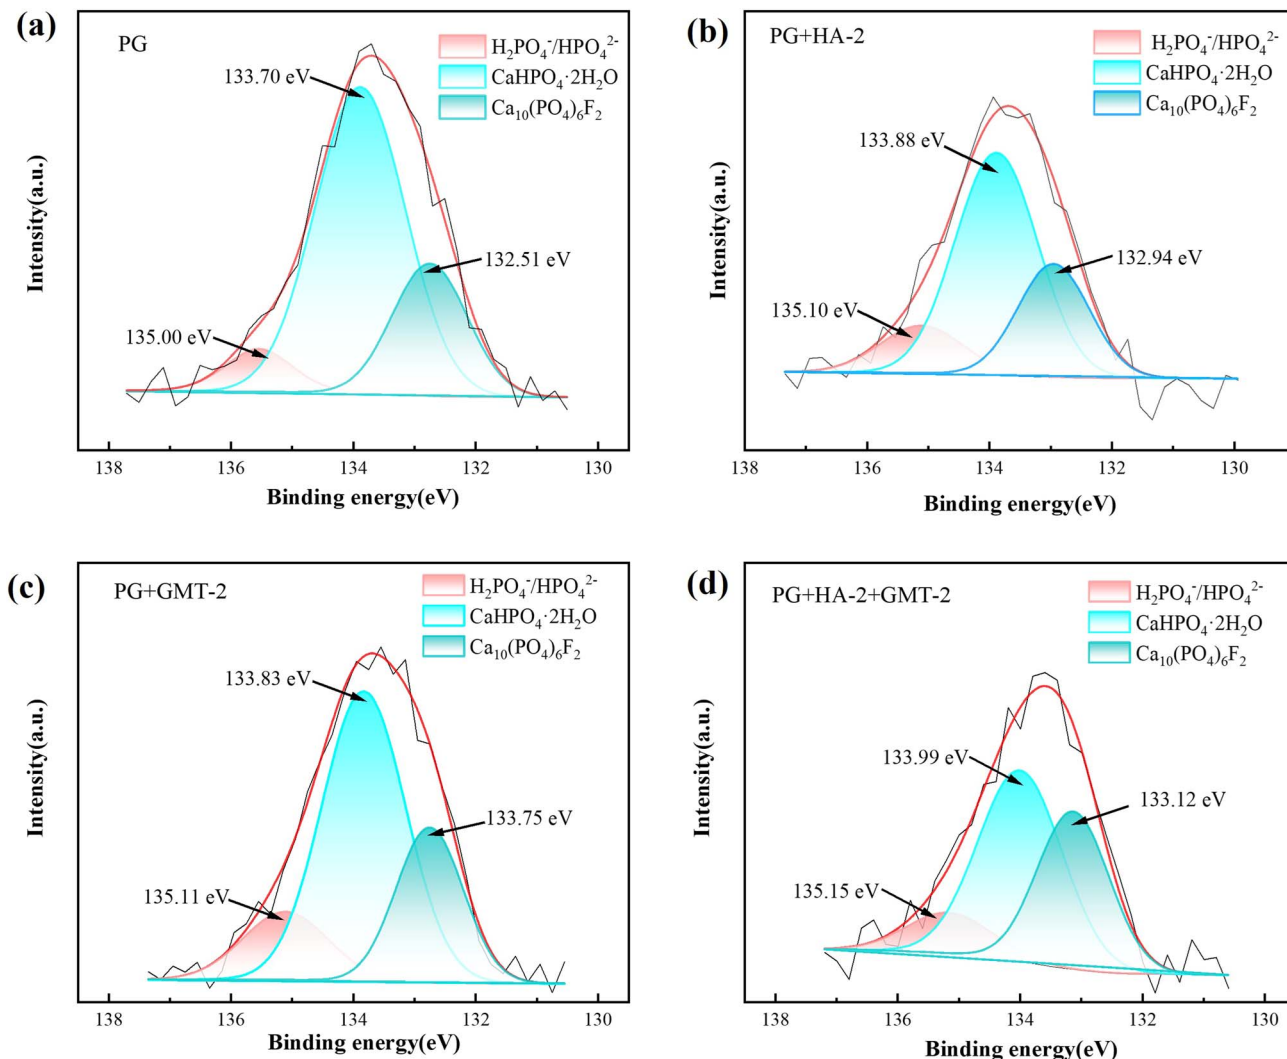 (a)
PG
H₂PO₄⁻/HPO₄²⁻
CaHPO₄·2H₂O
Ca₁₀(PO₄)₆F₂
133.70 eV
132.51 eV
135.00 eV
Intensity(a.u.)
138 136 134 132 130
Binding energy(eV)
(b)
PG+HA-2
H₂PO₄⁻/HPO₄²⁻
CaHPO₄·2H₂O
Ca₁₀(PO₄)₆F₂
133.88 eV
132.94 eV
135.10 eV
Intensity(a.u.)
138 136 134 132 130
Binding energy(eV)
(c)
PG+GMT-2
H₂PO₄⁻/HPO₄²⁻
CaHPO₄·2H₂O
Ca₁₀(PO₄)₆F₂
133.83 eV
133.75 eV
135.11 eV
Intensity(a.u.)
138 136 134 132 130
Binding energy(eV)
(d)
PG+HA-2+GMT-2
H₂PO₄⁻/HPO₄²⁻
CaHPO₄·2H₂O
Ca₁₀(PO₄)₆F₂
133.99 eV
133.12 eV
135.15 eV
Intensity(a.u.)
138 136 134 132 130
Binding energy(eV)